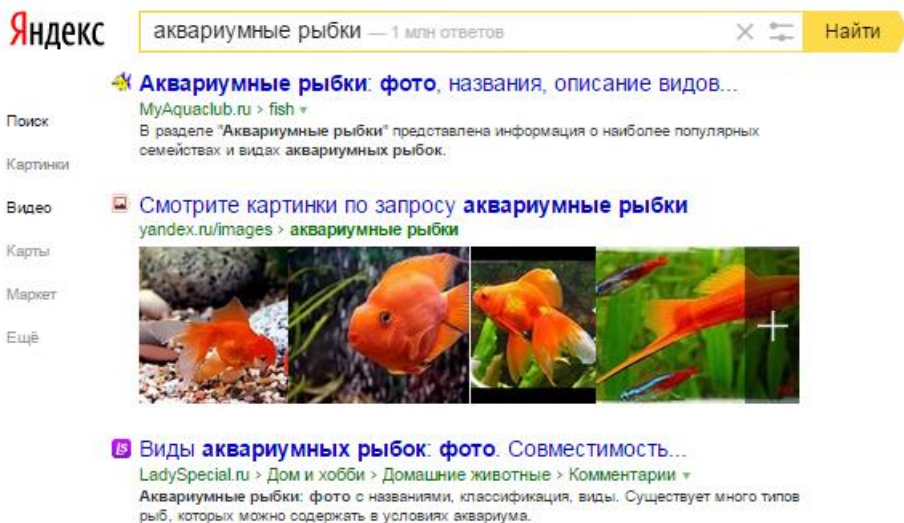 Яндекс
аквариумные рыбки — 1 млн ответов
Найти
Поиск
Картинки
Видео
Карты
Маркет
Ещё
Аквариумные рыбки: фото, названия, описание видов...
MyAquaclub.ru › fish
В разделе "Аквариумные рыбки" представлена информация о наиболее популярных
семействах и видах аквариумных рыбок.
Смотрите картинки по запросу аквариумные рыбки
yandex.ru/images › аквариумные рыбки
Виды аквариумных рыбок: фото. Совместимость...
LadySpecial.ru › Дом и хобби › Домашние животные › Комментарии
Аквариумные рыбки: фото с названиями, классификация, виды. Существует много типов
рыб, которых можно содержать в условиях аквариума.